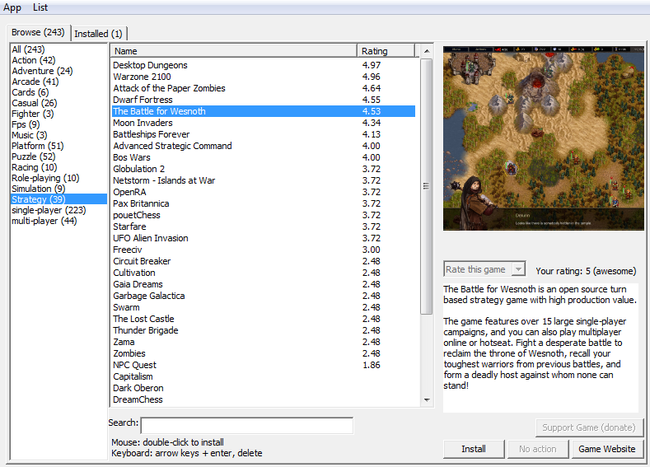 App List
Browse (243) Installed (1)
All (243)
Action (42)
Adventure (24)
Arcade (41)
Cards (6)
Casual (26)
Fighter (3)
Fps (9)
Music (3)
Platform (51)
Puzzle (52)
Racing (10)
Role-playing (10)
Simulation (9)
Strategy (39)
single-player (223)
multi-player (44)
Name Rating
Desktop Dungeons 4.97
Warzone 2100 4.96
Attack of the Paper Zombies 4.64
Dwarf Fortress 4.55
The Battle for Wesnoth 4.53
Moon Invaders 4.34
Battleships Forever 4.13
Advanced Strategic Command 4.00
Bos Wars 4.00
Globulation 2 3.72
Netstorm - Islands at War 3.72
OpenRA 3.72
Pax Britannica 3.72
pouetChess 3.72
Starfare 3.72
UFO Alien Invasion 3.72
Freeciv 3.00
Circuit Breaker 2.48
Cultivation 2.48
Gaia Dreams 2.48
Garbage Galactica 2.48
Swarm 2.48
The Lost Castle 2.48
Thunder Brigade 2.48
Zama 2.48
Zombies 2.48
NPC Quest 1.86
Capitalism
Dark Oberon
DreamChess
Search:
Mouse: double-click to install
Keyboard: arrow keys + enter, delete
Rate this game Your rating: 5 (awesome)
The Battle for Wesnoth is an open source turn
based strategy game with high production value.
The game features over 15 large single-player
campaigns, and you can also play multiplayer
online or hotseat. Fight a desperate battle to
reclaim the throne of Wesnoth, recall your
toughest warriors from previous battles, and
form a deadly host against whom none can
stand!
Support Game (donate)
Install No action Game Website